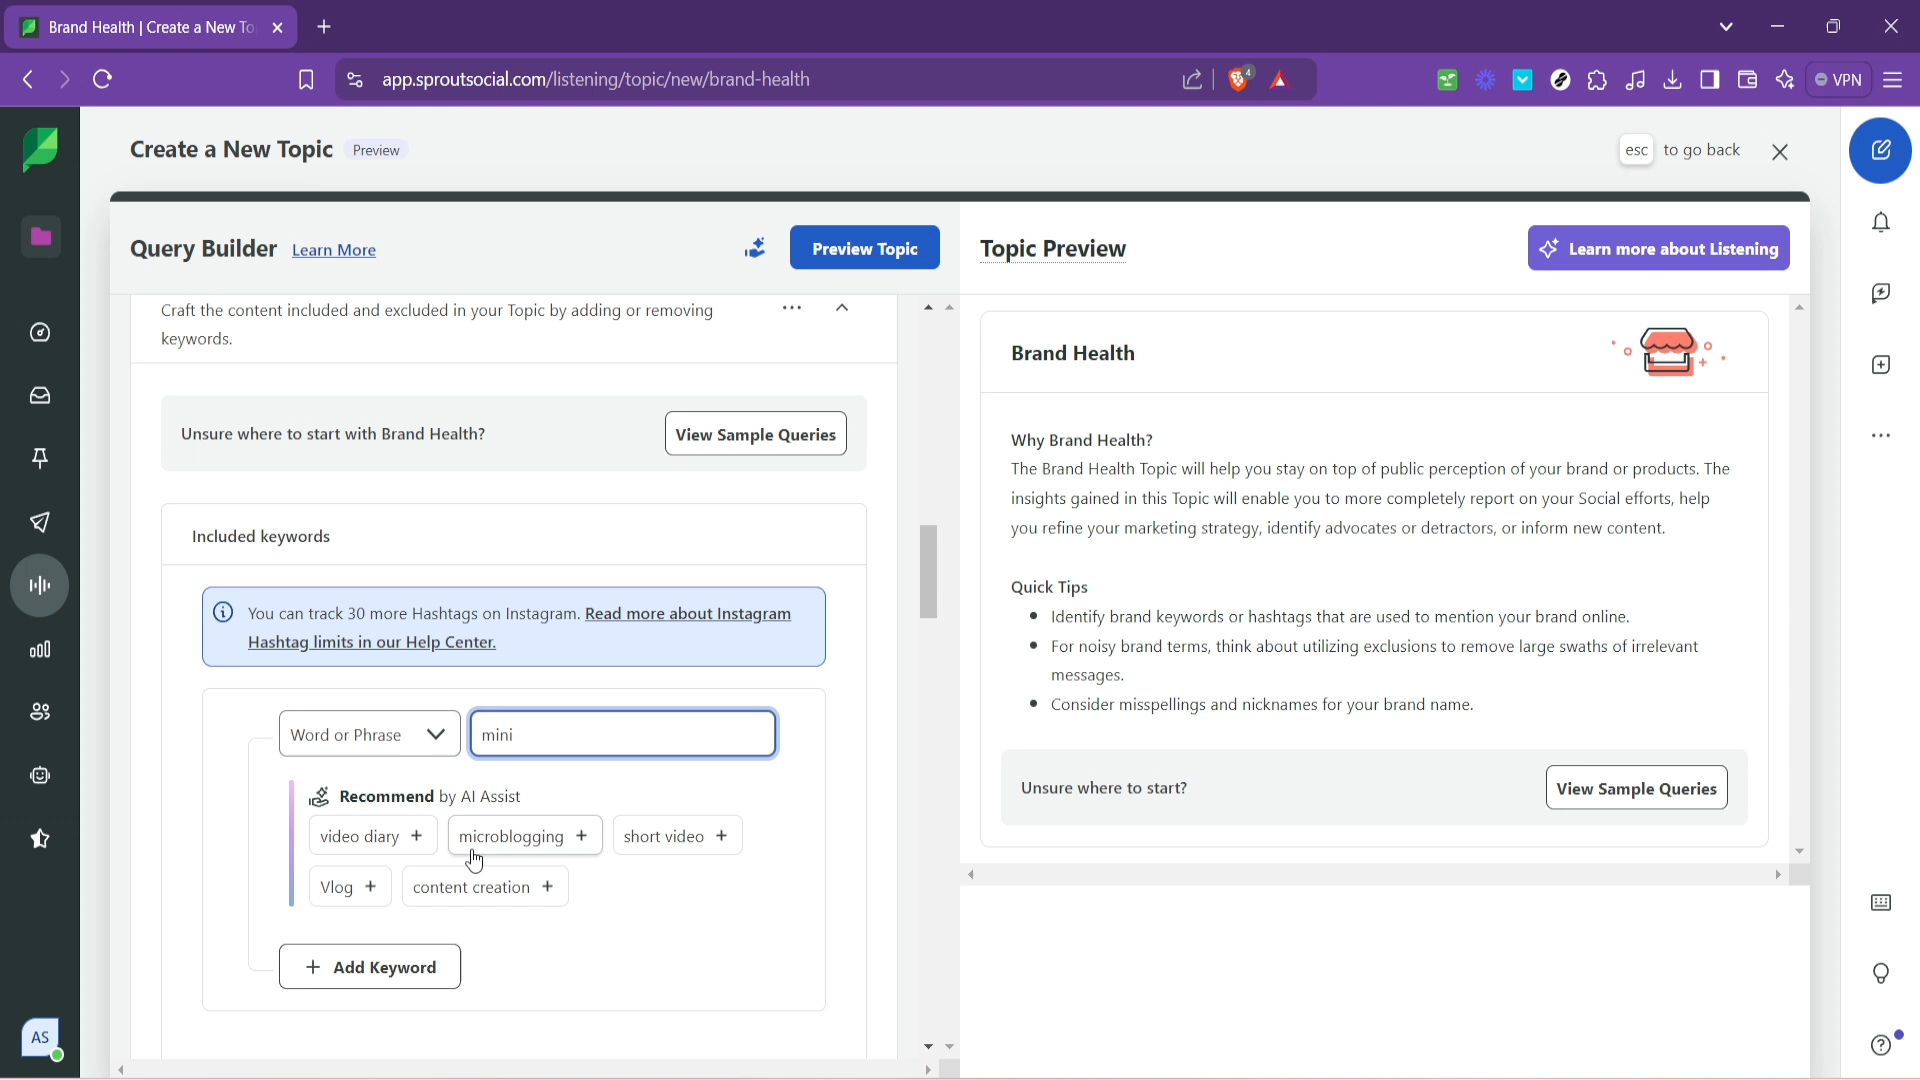 Brand Health | Create a New To
app.sproutsocial.com/listening/topic/new/brand-health
4
VPN
Create a New Topic Preview
esc to go back
Query Builder Learn More
Preview Topic
Topic Preview
Learn more about Listening
Craft the content included and excluded in your Topic by adding or removing
keywords.
Unsure where to start with Brand Health?
View Sample Queries
Included keywords
You can track 30 more Hashtags on Instagram. Read more about Instagram
Hashtag limits in our Help Center.
Word or Phrase
mini
Recommend by AI Assist
video diary +
microblogging +
short video +
Vlog +
content creation +
+ Add Keyword
Brand Health
Why Brand Health?
The Brand Health Topic will help you stay on top of public perception of your brand or products. The
insights gained in this Topic will enable you to more completely report on your Social efforts, help
you refine your marketing strategy, identify advocates or detractors, or inform new content.
Quick Tips
• Identify brand keywords or hashtags that are used to mention your brand online.
• For noisy brand terms, think about utilizing exclusions to remove large swaths of irrelevant
messages.
• Consider misspellings and nicknames for your brand name.
Unsure where to start?
View Sample Queries
AS